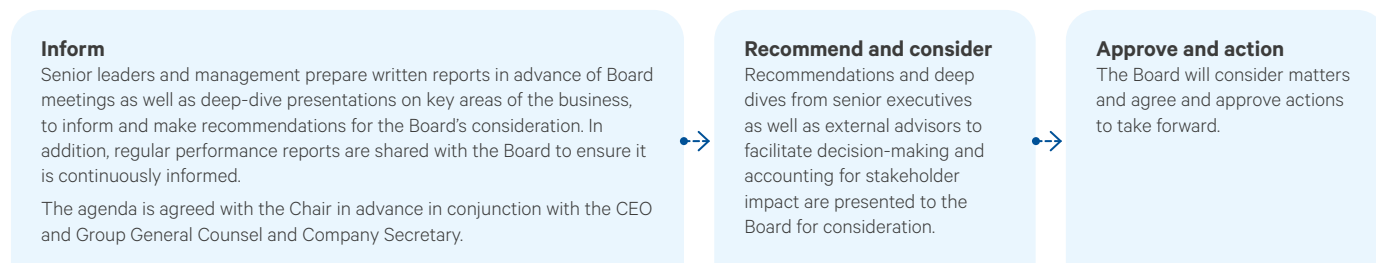 Inform
Senior leaders and management prepare written reports in advance of Board
meetings as well as deep-dive presentations on key areas of the business,
to inform and make recommendations for the Board’s consideration. In
addition, regular performance reports are shared with the Board to ensure it
is continuously informed.
The agenda is agreed with the Chair in advance in conjunction with the CEO
and Group General Counsel and Company Secretary.
Recommend and consider
Recommendations and deep
dives from senior executives
as well as external advisors to
facilitate decision-making and
accounting for stakeholder
impact are presented to the
Board for consideration.
Approve and action
The Board will consider matters
and agree and approve actions
to take forward.